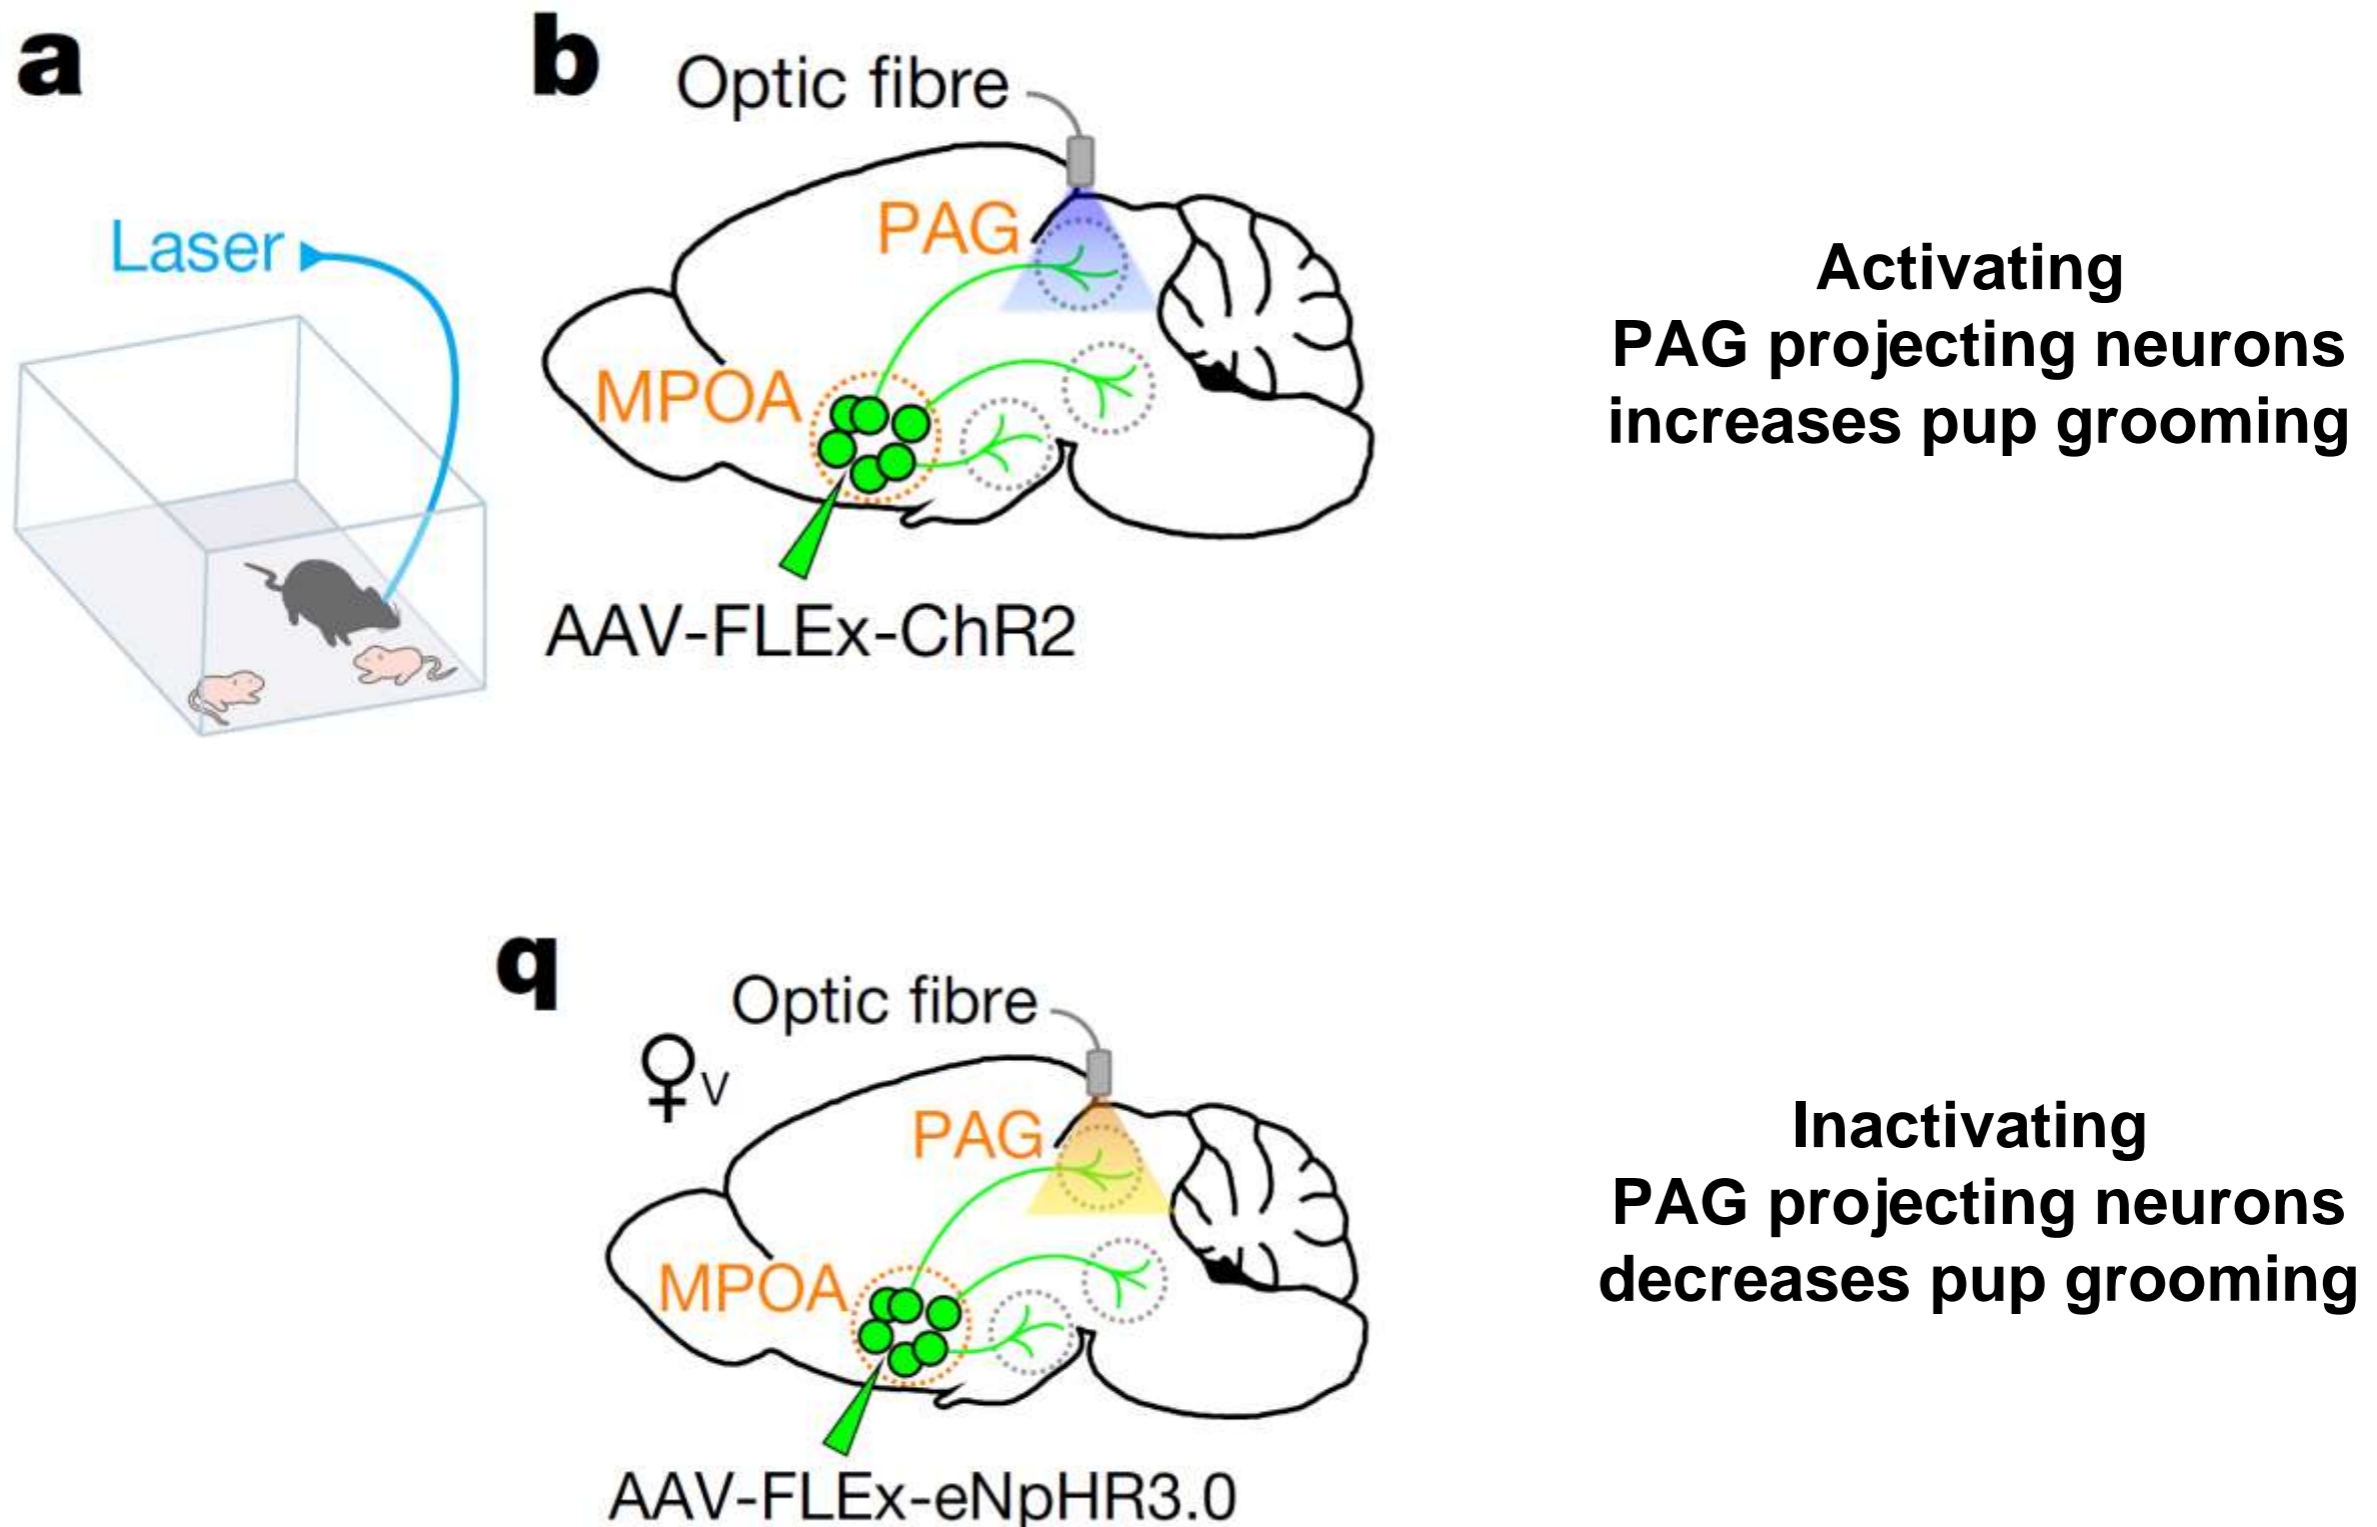 a
Laser
b
Optic fibre
PAG
MPOA
AAV-FLEx-ChR2
Activating
PAG projecting neurons
increases pup grooming
q
Optic fibre
♀V
PAG
MPOA
AAV-FLEx-eNpHR3.0
Inactivating
PAG projecting neurons
decreases pup grooming